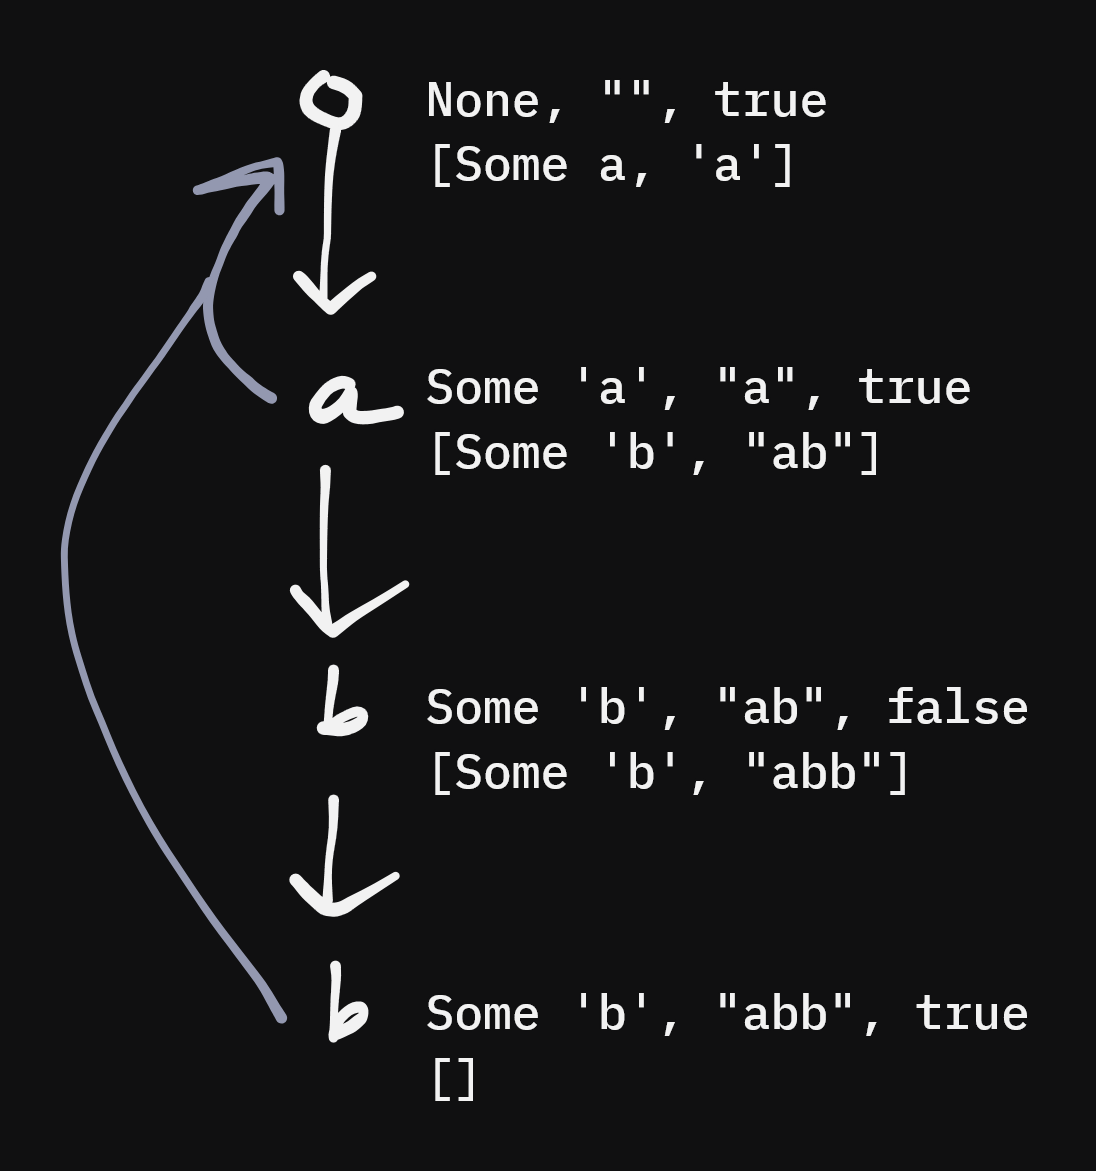 None, "", true
[Some a, 'a']
a
Some 'a', "a", true
[Some 'b', "ab"]
b
Some 'b', "ab", false
[Some 'b', "abb"]
b
Some 'b', "abb", true
[]